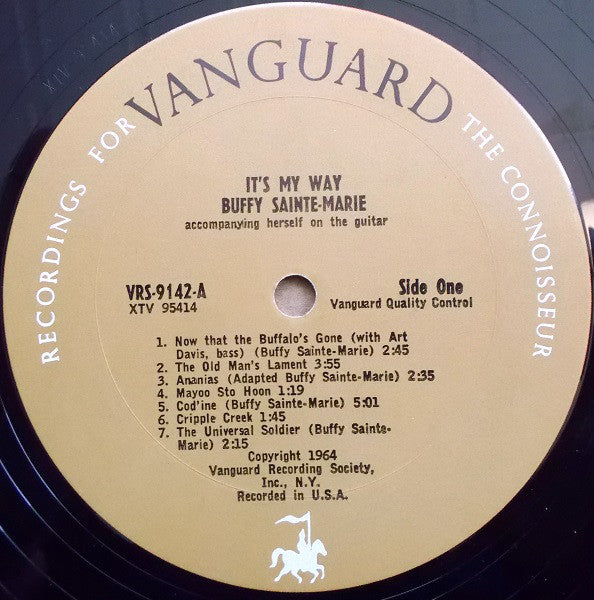 RECORDINGS FOR VANGUARD THE CONNOISSEUR
IT'S MY WAY
BUFFY SAINTE-MARIE
accompanying herself on the guitar
VRS-9142-A
XTV 95414
Side One
Vanguard Quality Control
1. Now that the Buffalo's Gone (with Art
Davis, bass) (Buffy Sainte-Marie) 2:45
2. The Old Man's Lament 3:55
3. Ananias (Adapted Buffy Sainte-Marie) 2:35
4. Mayoo Sto Hoon 1:19
5. Cod'ine (Buffy Sainte-Marie) 5:01
6. Cripple Creek 1:45
7. The Universal Soldier (Buffy Sainte-
Marie) 2:15
Copyright 1964
Vanguard Recording Society,
Inc., N.Y.
Recorded in U.S.A.